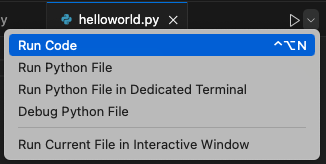 y
helloworld.py
Run Code ^⌥N
Run Python File
Run Python File in Dedicated Terminal
Debug Python File
Run Current File in Interactive Window